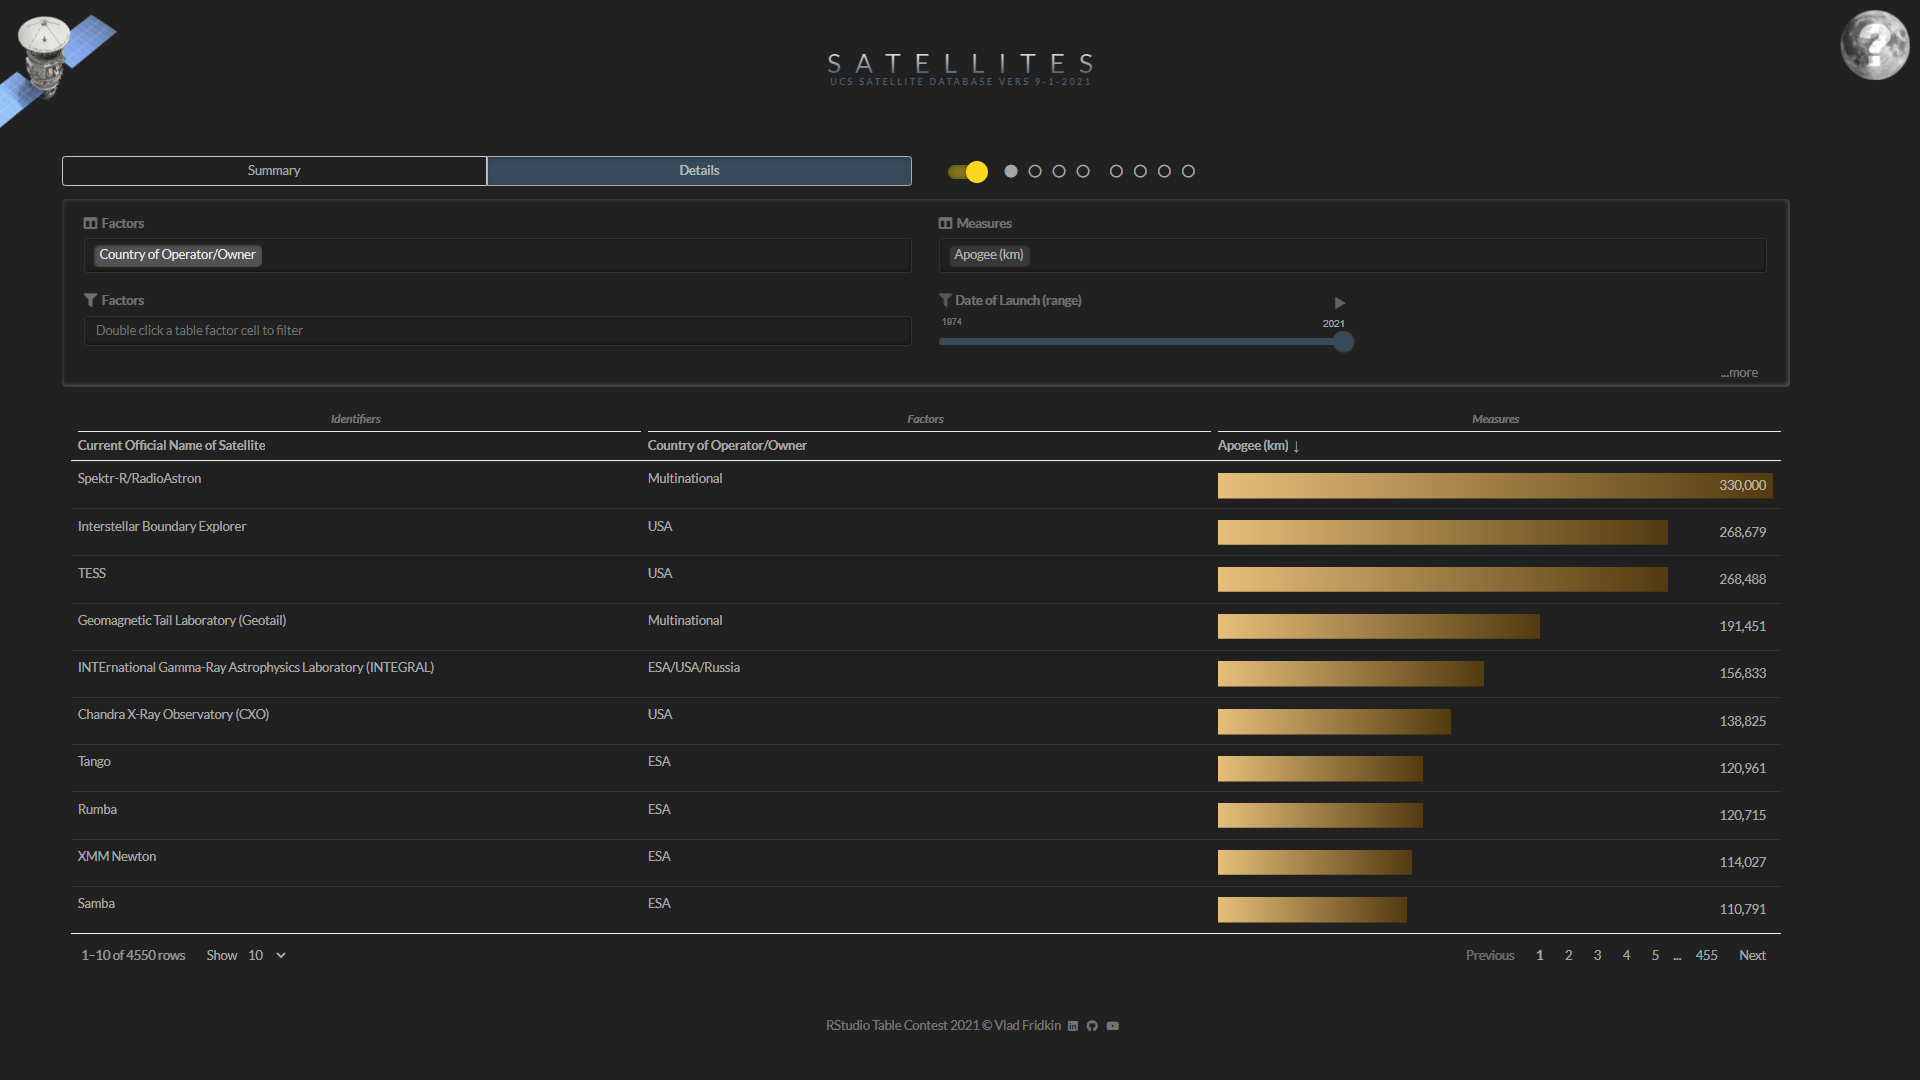 SATELLITES
UCS SATELLITE DATABASE VERS 9-1-2021
?
Summary
Details
Factors
Measures
Country of Operator/Owner
Apogee (km)
Factors
Date of Launch (range)
1974
2021
Double click a table factor cell to filter
...more
Identifiers Factors Measures
Current Official Name of Satellite Country of Operator/Owner Apogee (km) ↓
Spektr-R/RadioAstron Multinational 330,000
Interstellar Boundary Explorer USA 268,679
TESS USA 268,488
Geomagnetic Tail Laboratory (Geotail) Multinational 191,451
INTErnational Gamma-Ray Astrophysics Laboratory (INTEGRAL) ESA/USA/Russia 156,833
Chandra X-Ray Observatory (CXO) USA 138,825
Tango ESA 120,961
Rumba ESA 120,715
XMM Newton ESA 114,027
Samba ESA 110,791
1–10 of 4550 rows Show 10 Previous 1 2 3 4 5 ... 455 Next
RStudio Table Contest 2021 © Vlad Fridkin